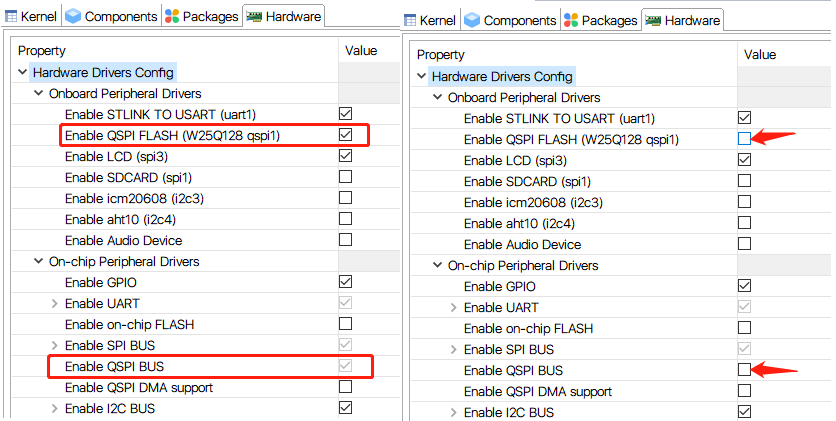 Kernel Components Packages Hardware
Property Value
Hardware Drivers Config
Onboard Peripheral Drivers
Enable STLINK TO USART (uart1)
Enable QSPI FLASH (W25Q128 qspi1)
Enable LCD (spi3)
Enable SDCARD (spi1)
Enable icm20608 (i2c3)
Enable aht10 (i2c4)
Enable Audio Device
On-chip Peripheral Drivers
Enable GPIO
Enable UART
Enable on-chip FLASH
Enable SPI BUS
Enable QSPI BUS
Enable QSPI DMA support
Enable I2C BUS
Kernel Components Packages Hardware
Property Value
Hardware Drivers Config
Onboard Peripheral Drivers
Enable STLINK TO USART (uart1)
Enable QSPI FLASH (W25Q128 qspi1)
Enable LCD (spi3)
Enable SDCARD (spi1)
Enable icm20608 (i2c3)
Enable aht10 (i2c4)
Enable Audio Device
On-chip Peripheral Drivers
Enable GPIO
Enable UART
Enable on-chip FLASH
Enable SPI BUS
Enable QSPI BUS
Enable QSPI DMA support
Enable I2C BUS